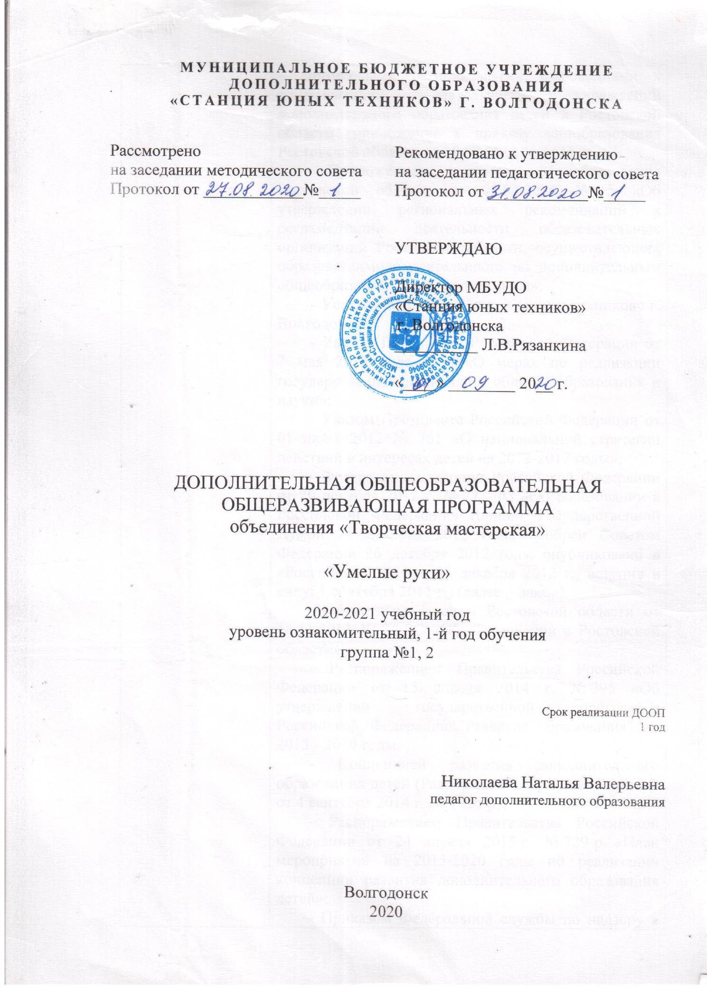 МУНИЦИПАЛЬНОЕ БЮДЖЕТНОЕ УЧРЕЖДЕНИЕ
ДОПОЛНИТЕЛЬНОГО ОБРАЗОВАНИЯ
«СТАНЦИЯ ЮНЫХ ТЕХНИКОВ» Г. ВОЛГОДОНСКА
Рассмотрено
на заседании методического совета
Протокол от 27.08.2020 № 1
Рекомендовано к утверждению
на заседании педагогического совета
Протокол от 31.08.2020 № 1
УТВЕРЖДАЮ
Директор МБУДО
«Станция юных техников»
г. Волгодонска
Л.В.Рязанкина
«01» 09 2020 г.
ДОПОЛНИТЕЛЬНАЯ ОБЩЕОБРАЗОВАТЕЛЬНАЯ
ОБЩЕРАЗВИВАЮЩАЯ ПРОГРАММА
объединения «Творческая мастерская»
«Умелые руки»
2020-2021 учебный год
уровень ознакомительный, 1-й год обучения
группа №1, 2
Срок реализации ДООП
1 год
Николаева Наталья Валерьевна
педагог дополнительного образования
Волгодонск
2020